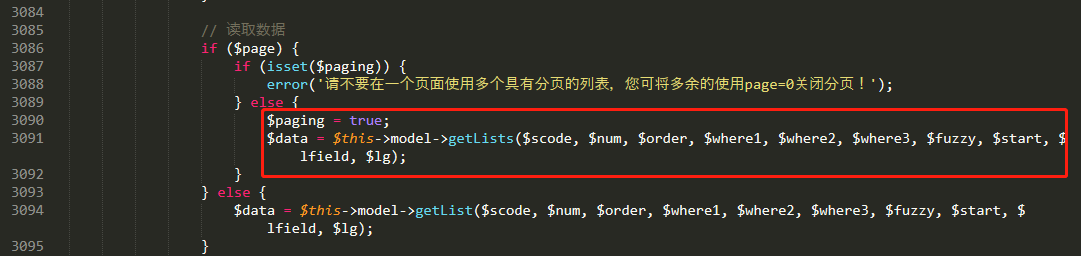 3084 }
3085 // 读取数据
3086 if ($page) {
3087 if (isset($paging)) {
3088 error('请不要在一个页面使用多个具有分页的列表，您可将多余的使用page=0关闭分页！');
3089 } else {
3090 $paging = true;
3091 $data = $this->model->getLists($scode, $num, $order, $where1, $where2, $where3, $fuzzy, $start, $
lfield, $lg);
3092 }
3093 } else {
3094 $data = $this->model->getList($scode, $num, $order, $where1, $where2, $where3, $fuzzy, $start, $
lfield, $lg);
3095 }